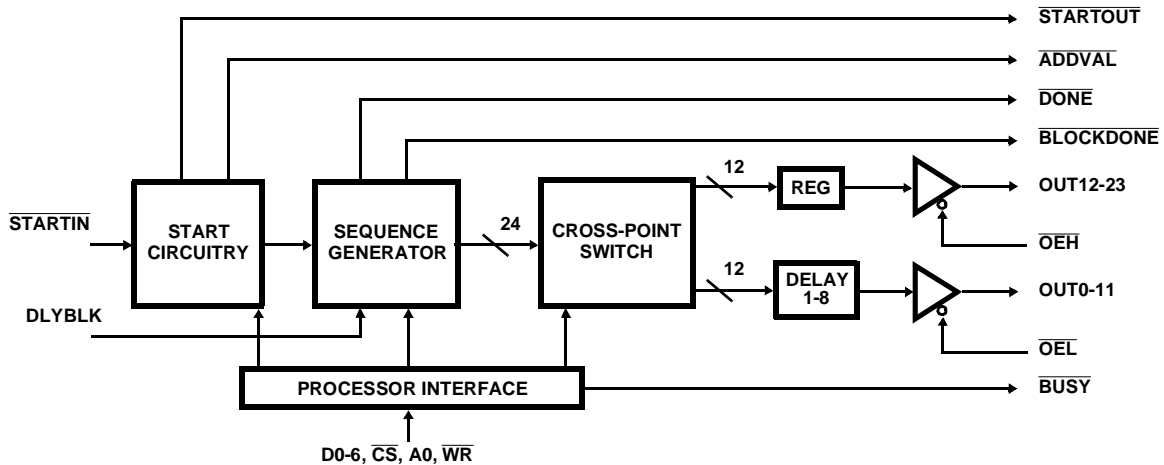 STARTOUT
ADDVAL
DONE
BLOCKDONE
12
REG
OUT12-23
STARTIN
START
CIRCUITRY
SEQUENCE
GENERATOR
24
CROSS-POINT
SWITCH
OEH
12
DELAY
1-8
OUT0-11
DLYBLK
OEL
PROCESSOR INTERFACE
BUSY
D0-6, CS, A0, WR